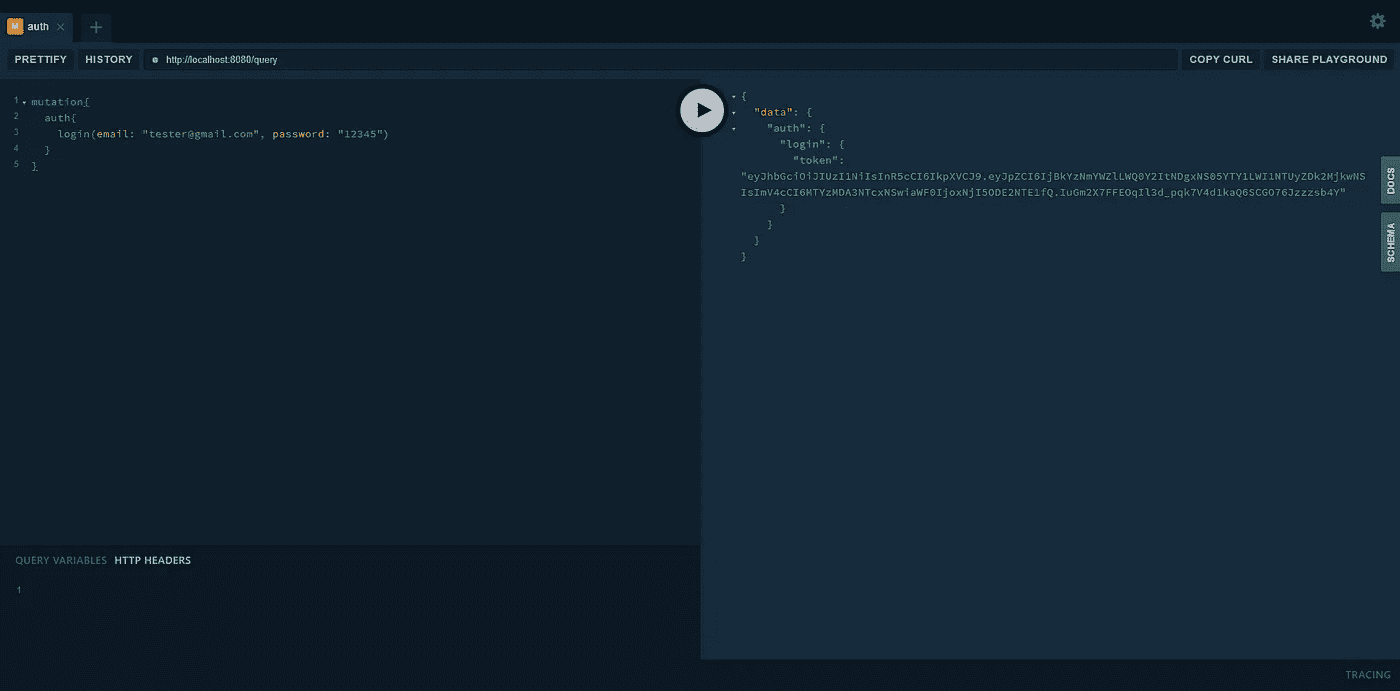 M auth
PRETTIFY HISTORY http://localhost:8080/query COPY CURL SHARE PLAYGROUND
1 mutation{
2 auth{
3 login(email: "tester@gmail.com", password: "12345")
4 }
5 }
{
"data": {
"auth": {
"login": {
"token":
"eyJhbGciOiJIUzI1NiIsInR5cCI6IkpXVCJ9.eyJpZCI6IjBkYzNmYWZlLWQ0Y2ItNDgxNS05YTY1LWI1NTUyZDk2MjkwNS
IsImV4cCI6MTYzMDA3NTcxNSwiaWF0IjoxNjI5ODE2NTE1fQ.IuGm2X7FFEOqIl3d_pqk7V4d1kaQ6SCGO76Jzzzsb4Y"
}
}
}
}
DOCS
SCHEMA
QUERY VARIABLES HTTP HEADERS
1
TRACING